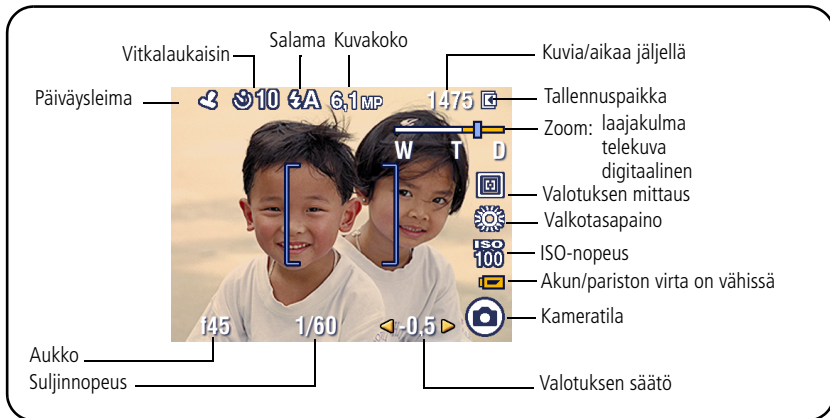 Salama Kuvakoko
Vitkalaukaisin
Kuvia/aikaa jäljellä
Päiväysleima
10 A 6,1 MP 1475
Tallennuspaikka
Zoom: laajakulma
telekuva
digitaalinen
W T D
Valotuksen mittaus
Valkotasapaino
ISO
100
ISO-nopeus
Akun/pariston virta on vähissä
Kameratila
f45 1/60 -0,5
Aukko
Suljinnopeus
Valotuksen säätö